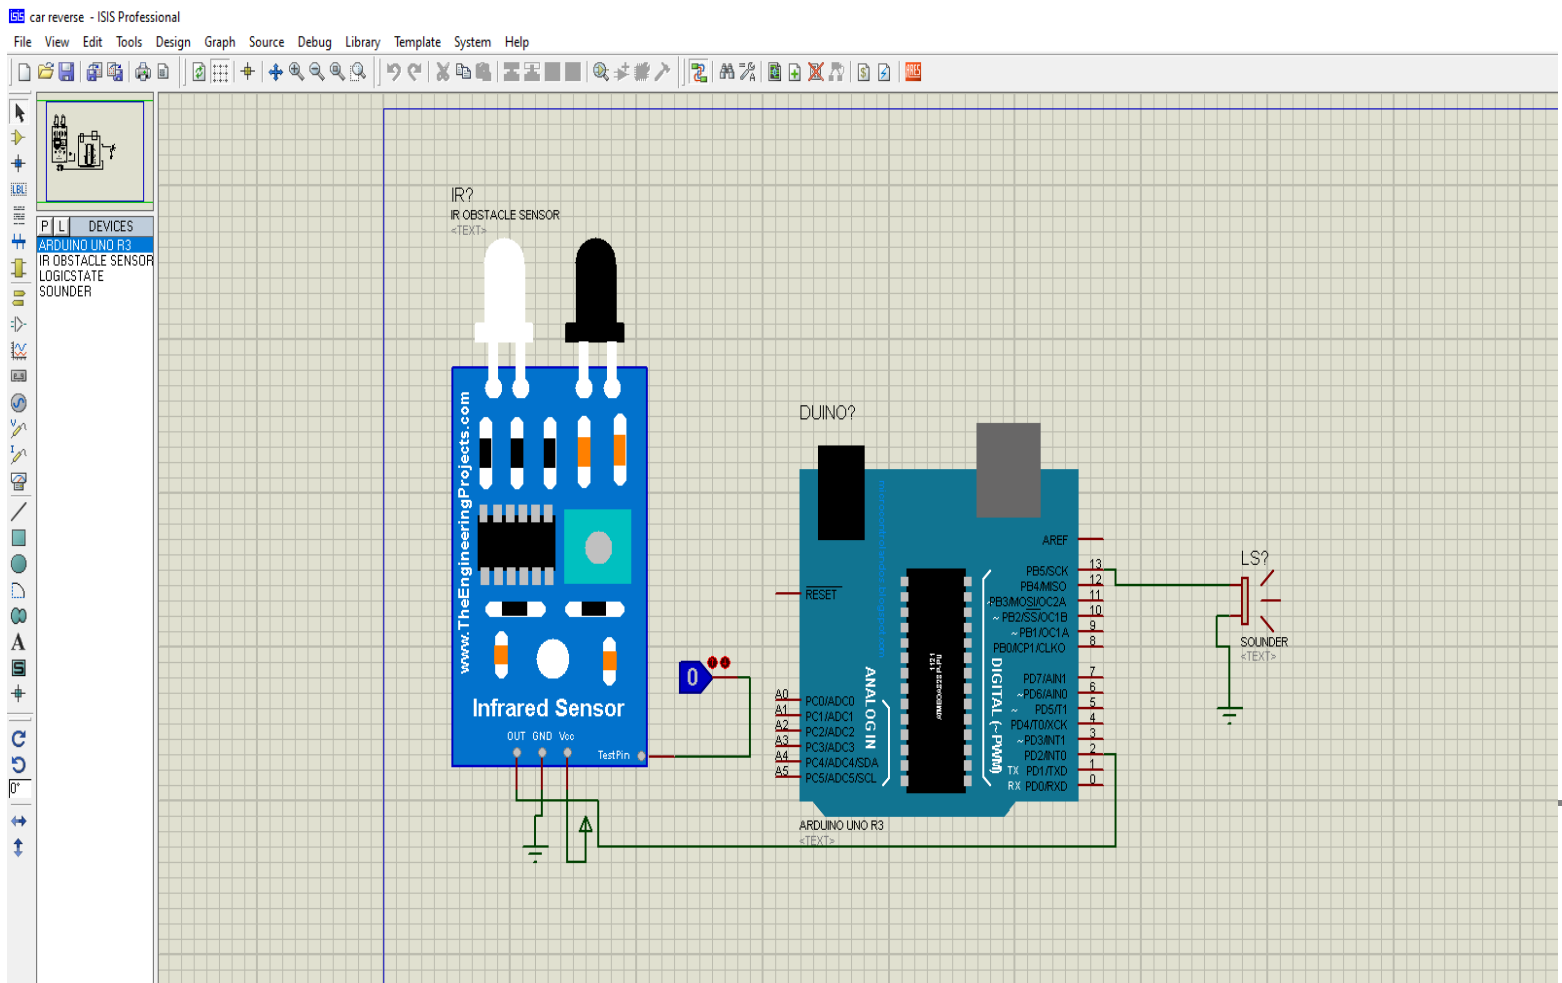 ISIS car reverse - ISIS Professional
File View Edit Tools Design Graph Source Debug Library Template System Help
ARES
LBL
P L DEVICES
ARDUINO UNO R3
IR OBSTACLE SENSOR
LOGICSTATE
SOUNDER
V
I
A
S
0°
IR?
IR OBSTACLE SENSOR
<TEXT>
www.TheEngineeringProjects.com
Infrared Sensor
OUT GND Vcc
TestPin
0
DUINO?
AREF
RESET
13 PB5/SCK
12 PB4/MISO
11 PB3/MOSI/OC2A
10 ~ PB2/SS/OC1B
9 ~ PB1/OC1A
8 PB0/ICP1/CLKO
7 PD7/AIN1
6 ~PD6/AIN0
5 ~ PD5/T1
4 PD4/T0/XCK
3 ~PD3/INT1
2 PD2/INT0
1 TX PD1/TXD
0 RX PD0/RXD
A0 PC0/ADC0
A1 PC1/ADC1
A2 PC2/ADC2
A3 PC3/ADC3
A4 PC4/ADC4/SDA
A5 PC5/ADC5/SCL
ANALOG IN
DIGITAL (~PWM)
1121
ARDUINO UNO R3
<TEXT>
LS?
SOUNDER
<TEXT>